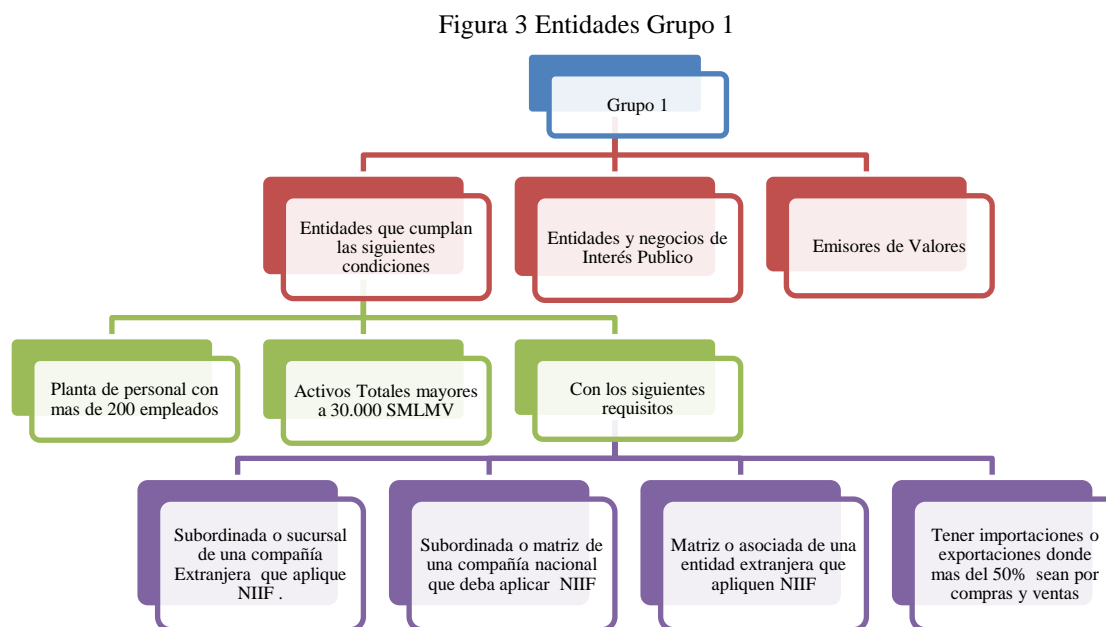 Figura 3 Entidades Grupo 1
Grupo 1
Entidades que cumplan
las siguientes
condiciones
Entidades y negocios de
Interés Publico
Emisores de Valores
Planta de personal con
mas de 200 empleados
Activos Totales mayores
a 30.000 SMLMV
Con los siguientes
requisitos
Subordinada o sucursal
de una compañía
Extranjera que aplique
NIIF .
Subordinada o matriz de
una compañía nacional
que deba aplicar NIIF
Matriz o asociada de una
entidad extranjera que
apliquen NIIF
Tener importaciones o
exportaciones donde
mas del 50% sean por
compras y ventas